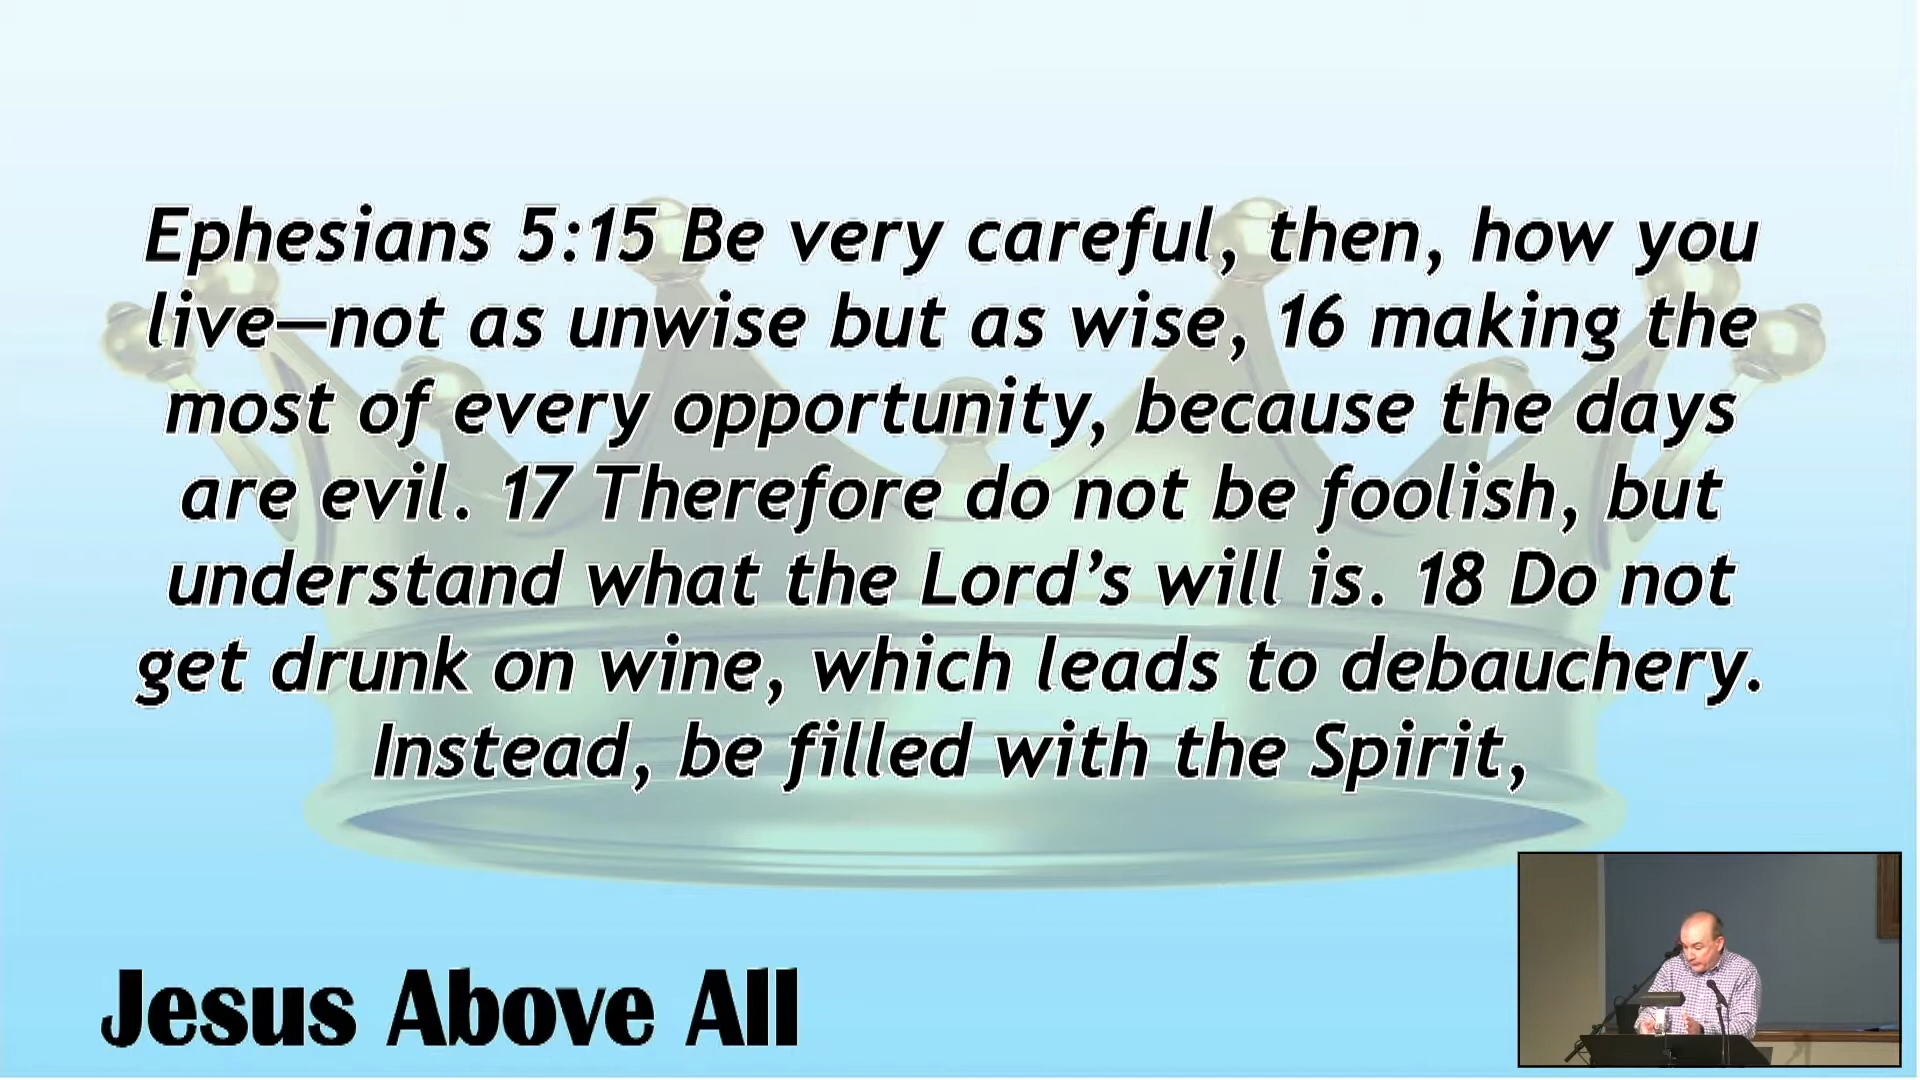 Ephesians 5:15 Be very careful, then, how you
live—not as unwise but as wise, 16 making the
most of every opportunity, because the days
are evil. 17 Therefore do not be foolish, but
understand what the Lord’s will is. 18 Do not
get drunk on wine, which leads to debauchery.
Instead, be filled with the Spirit,
Jesus Above All